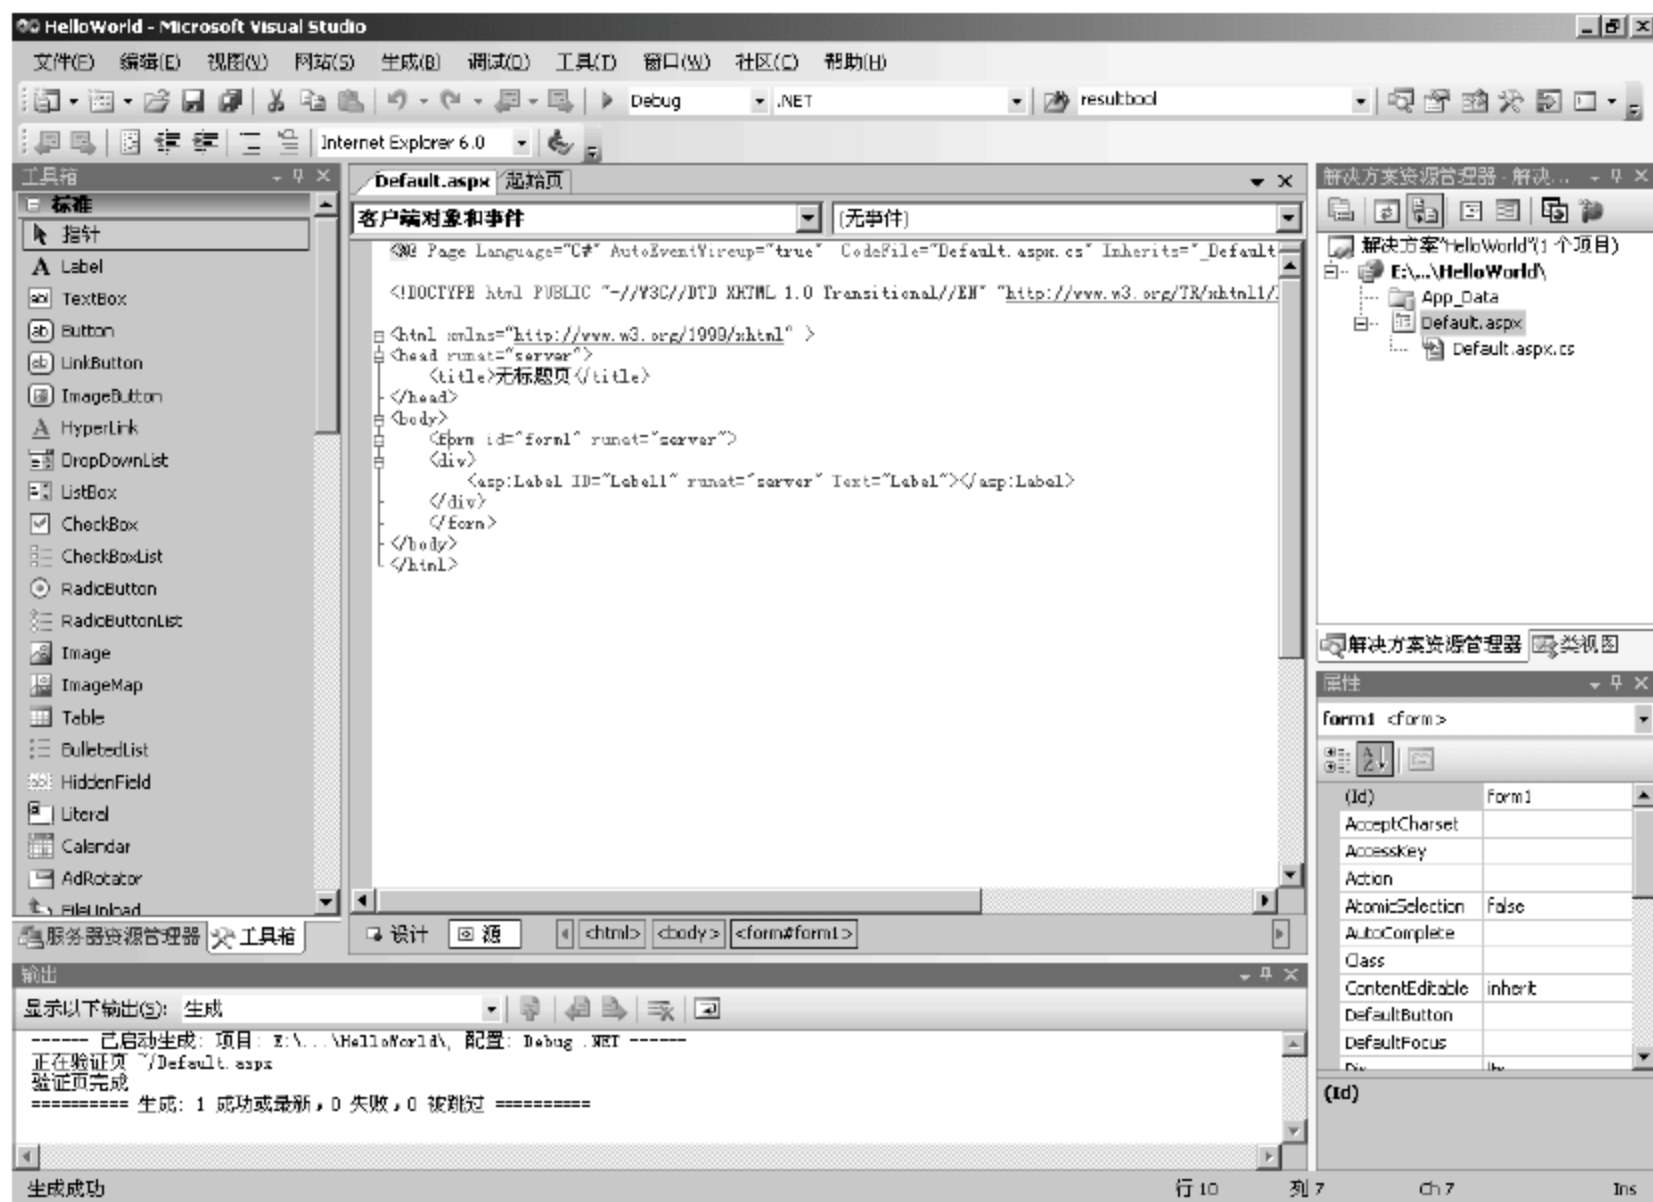 HelloWorld - Microsoft Visual Studio
文件(F) 编辑(E) 视图(V) 网站(S) 生成(B) 调试(D) 工具(T) 窗口(W) 社区(C) 帮助(H)
Debug .NET resultbool
Internet Explorer 6.0
工具箱
标准
指针
Label
TextBox
Button
LinkButton
ImageButton
HyperLink
DropDownList
ListBox
CheckBox
CheckBoxList
RadioButton
RadioButtonList
Image
ImageMap
Table
BulletedList
HiddenField
Literal
Calendar
AdRotator
FileUpload
服务器资源管理器 工具箱
Default.aspx 起始页
客户端对象和事件 (无事件)
<%@ Page Language="C#" AutoEventWireup="true" CodeFile="Default.aspx.cs" Inherits="_Default
<!DOCTYPE html PUBLIC "-//W3C//DTD XHTML 1.0 Transitional//EN" "http://www.w3.org/TR/xhtml1/
<html xmlns="http://www.w3.org/1999/xhtml" >
<head runat="server">
<title>无标题页</title>
</head>
<body>
<form id="form1" runat="server">
<div>
<asp:Label ID="Label1" runat="server" Text="Label"></asp:Label>
</div>
</form>
</body>
</html>
设计 源 <html> <body> <form#form1>
解决方案资源管理器 - 解决...
解决方案"HelloWorld"(1 个项目)
E:\...\HelloWorld\
App_Data
Default.aspx
Default.aspx.cs
解决方案资源管理器 类视图
属性
form1 <form>
(Id) form1
AcceptCharset
AccessKey
Action
AtomicSelection false
AutoComplete
Class
ContentEditable inherit
DefaultButton
DefaultFocus
Dir ltr
(Id)
输出
显示以下输出(S): 生成
------ 已启动生成: 项目: E:\...\HelloWorld\, 配置: Debug .NET ------
正在验证页 ~/Default.aspx
验证页完成
========== 生成: 1 成功或最新，0 失败，0 被跳过 ==========
生成成功 行 10 列 7 Ch 7 Ins